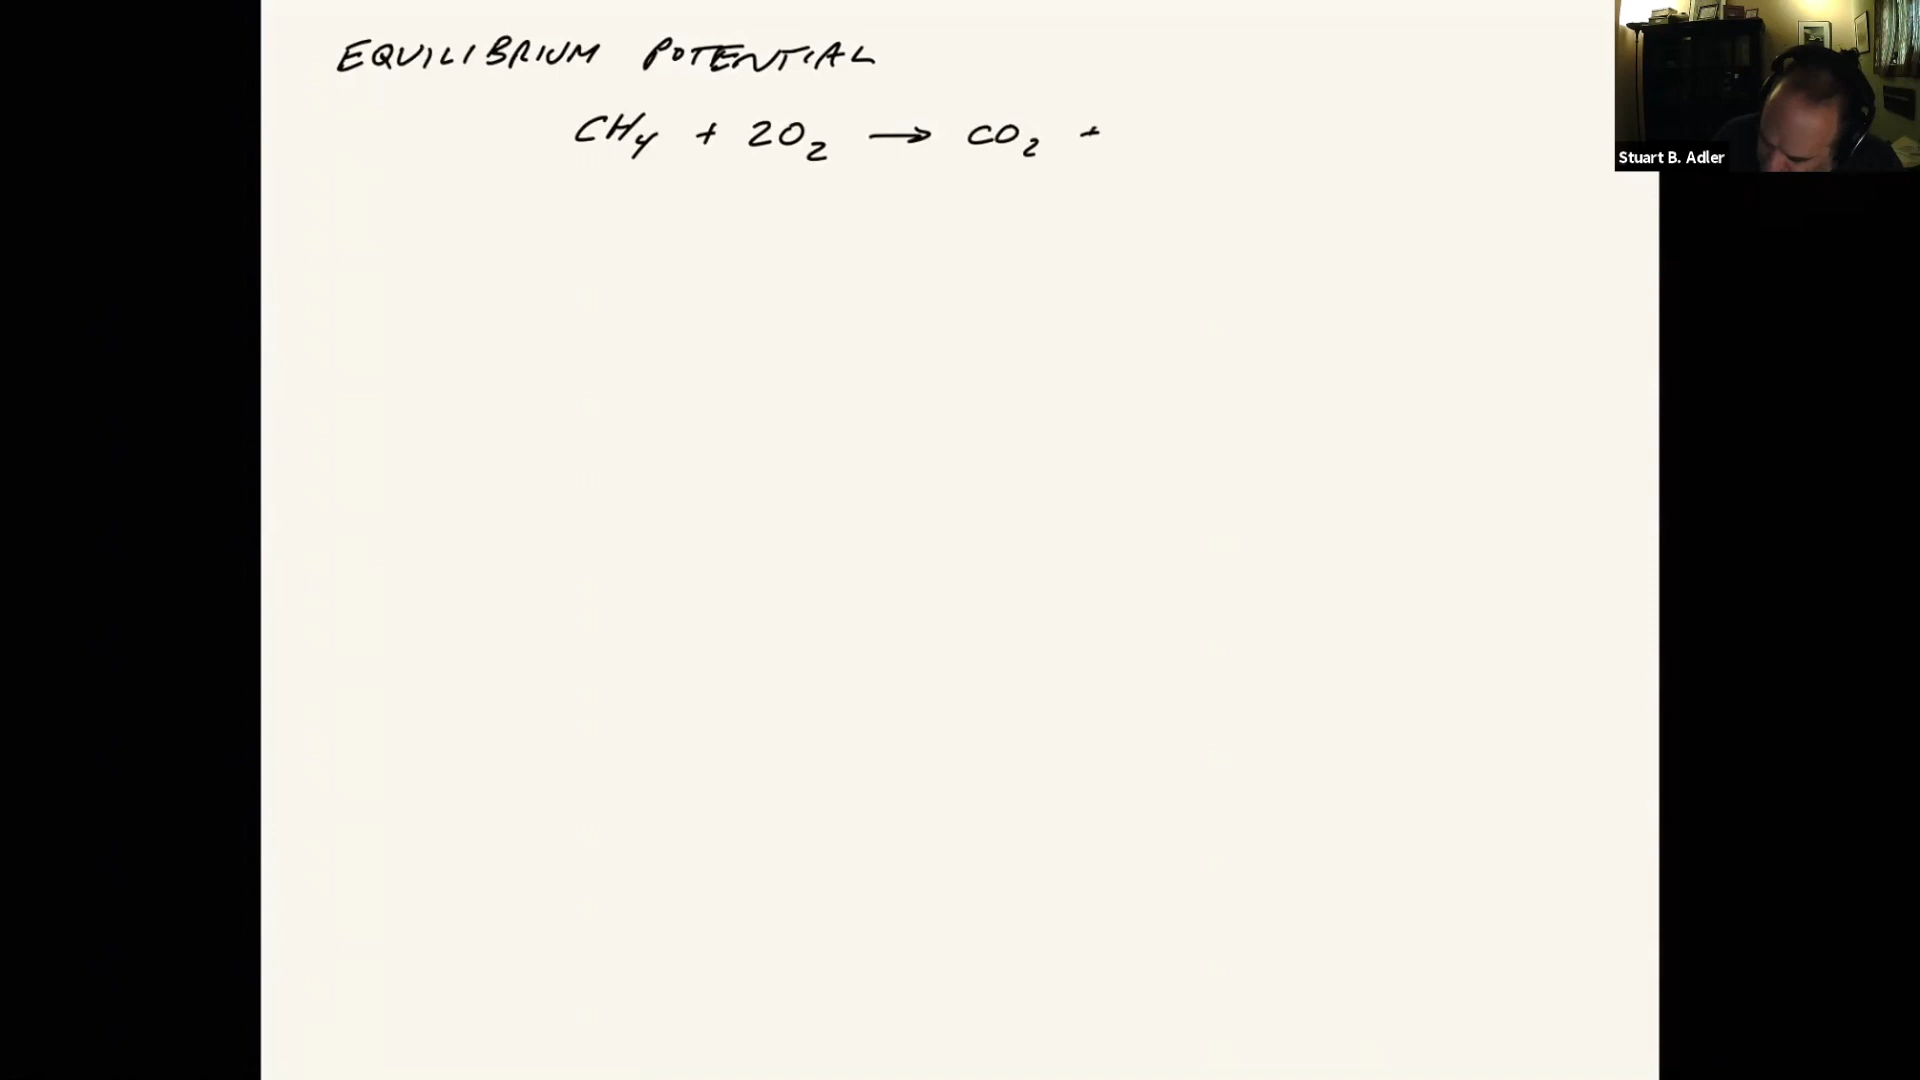 EQUILIBRIUM POTENTIAL
CH₄ + 2O₂ → CO₂ +
Stuart B. Adler